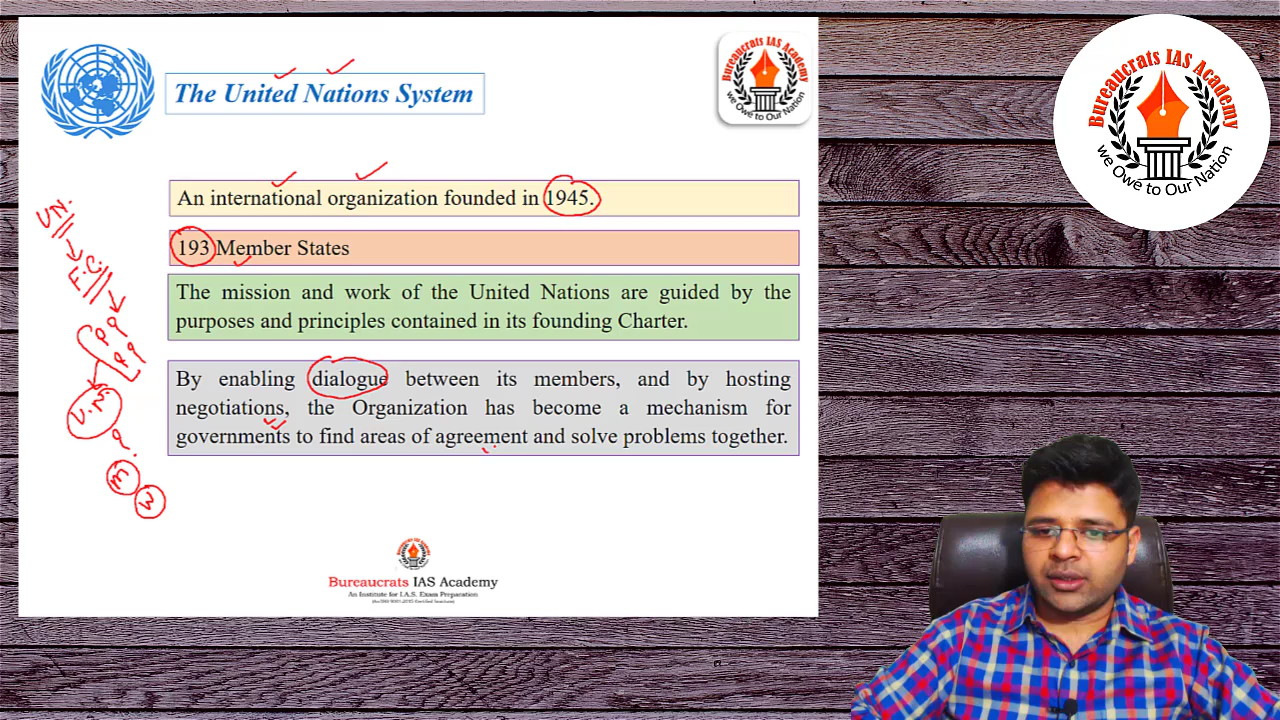 The United Nations System
Bureaucrats IAS Academy
we Owe to Our Nation
Bureaucrats IAS Academy
we Owe to Our Nation
An international organization founded in 1945.
193 Member States
The mission and work of the United Nations are guided by the
purposes and principles contained in its founding Charter.
By enabling dialogue between its members, and by hosting
negotiations, the Organization has become a mechanism for
governments to find areas of agreement and solve problems together.
U.N.
Bureaucrats IAS Academy
An Institute for I.A.S. Exam Preparation